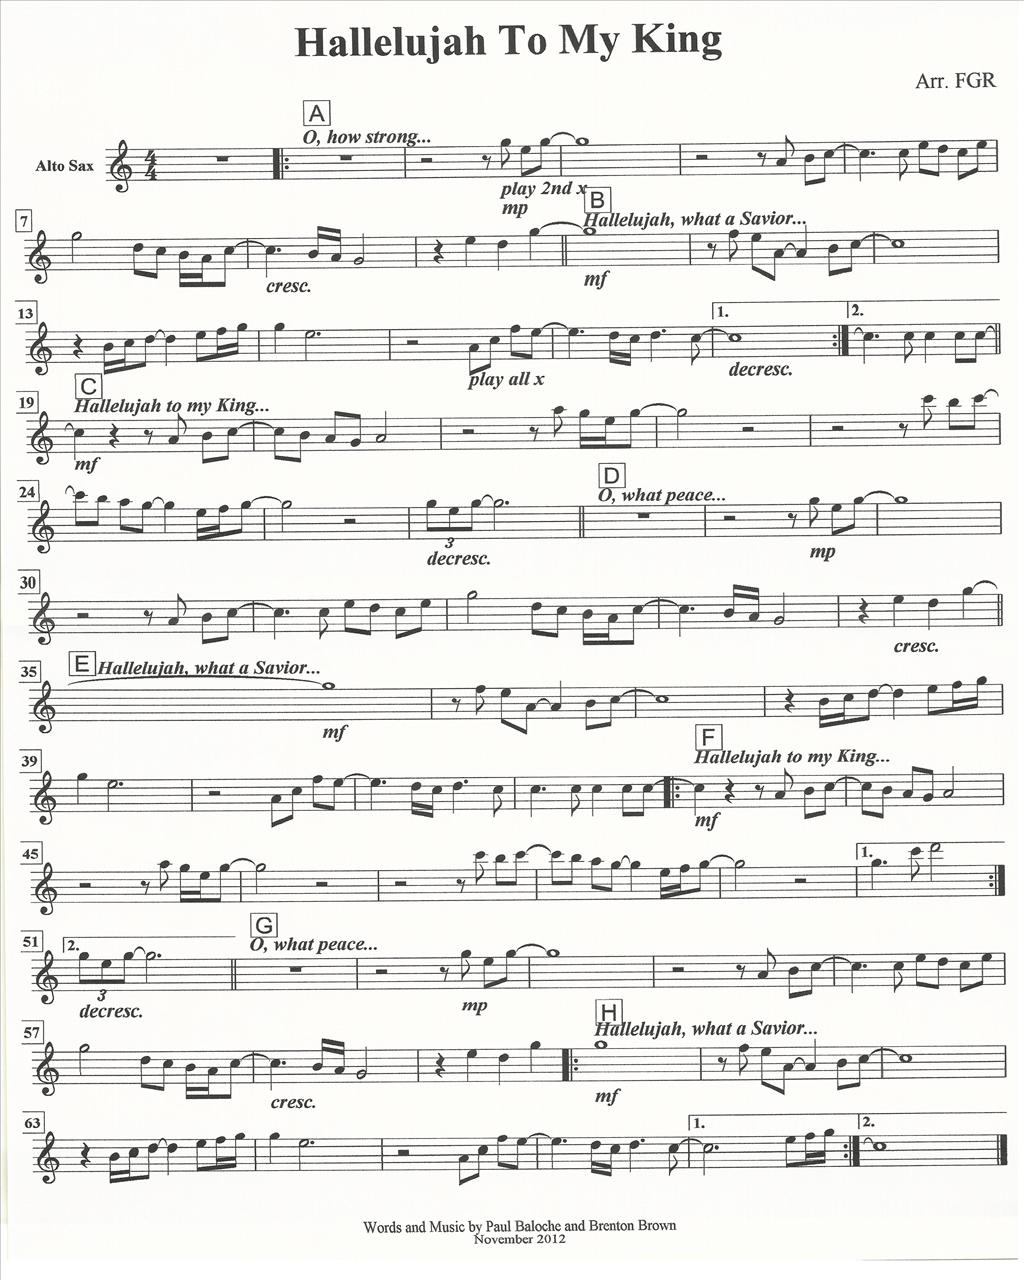 Hallelujah To My King
Arr. FGR
A
O, how strong...
Alto Sax
play 2nd x
mp
B
7
Hallelujah, what a Savior...
cresc.
mf
13
1.
2.
play all x
decresc.
C
19
Hallelujah to my King...
mf
D
24
O, what peace...
3
decresc.
mp
30
cresc.
35
E
Hallelujah, what a Savior...
mf
F
39
Hallelujah to my King...
mf
45
1.
G
51
2.
O, what peace...
3
decresc.
mp
H
57
Hallelujah, what a Savior...
cresc.
mf
63
1.
2.
Words and Music by Paul Baloche and Brenton Brown
November 2012